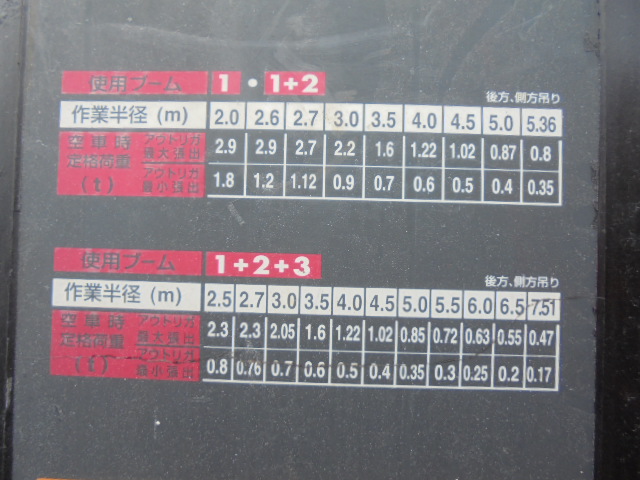 使用ブーム 1・1+2
後方、側方吊り
作業半径(m) 2.0 2.6 2.7 3.0 3.5 4.0 4.5 5.0 5.36
空車時定格荷量(t)
アウトリガ最大張出 2.9 2.9 2.7 2.2 1.6 1.22 1.02 0.87 0.8
アウトリガ最小張出 1.8 1.2 1.12 0.9 0.7 0.6 0.5 0.4 0.35
使用ブーム 1+2+3
後方、側方吊り
作業半径(m) 2.5 2.7 3.0 3.5 4.0 4.5 5.0 5.5 6.0 6.5 7.51
空車時定格荷量(t)
アウトリガ最大張出 2.3 2.3 2.05 1.6 1.22 1.02 0.85 0.72 0.63 0.55 0.47
アウトリガ最小張出 0.8 0.76 0.7 0.6 0.5 0.4 0.35 0.3 0.25 0.2 0.17